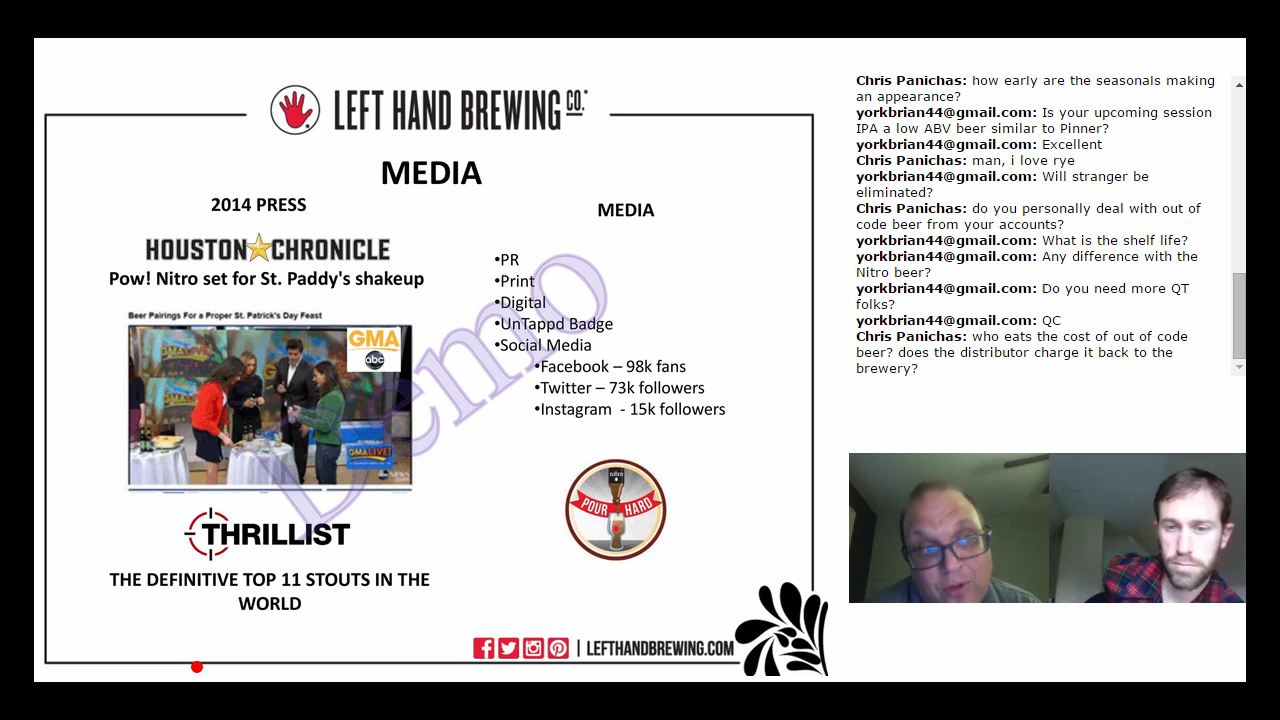 LEFT HAND BREWING CO.
MEDIA
2014 PRESS
HOUSTON CHRONICLE
Pow! Nitro set for St. Paddy's shakeup
Beer Pairings For a Proper St. Patrick's Day Feast
GMA
abc
GMA LIVE!
abc NEWS
THRILLIST
THE DEFINITIVE TOP 11 STOUTS IN THE
WORLD
MEDIA
•PR
•Print
•Digital
•UnTappd Badge
•Social Media
•Facebook – 98k fans
•Twitter – 73k followers
•Instagram - 15k followers
Demo
nitro
POUR HARD
| LEFTHANDBREWING.COM
Chris Panichas: how early are the seasonals making
an appearance?
yorkbrian44@gmail.com: Is your upcoming session
IPA a low ABV beer similar to Pinner?
yorkbrian44@gmail.com: Excellent
Chris Panichas: man, i love rye
yorkbrian44@gmail.com: Will stranger be
eliminated?
Chris Panichas: do you personally deal with out of
code beer from your accounts?
yorkbrian44@gmail.com: What is the shelf life?
yorkbrian44@gmail.com: Any difference with the
Nitro beer?
yorkbrian44@gmail.com: Do you need more QT
folks?
yorkbrian44@gmail.com: QC
Chris Panichas: who eats the cost of out of code
beer? does the distributor charge it back to the
brewery?